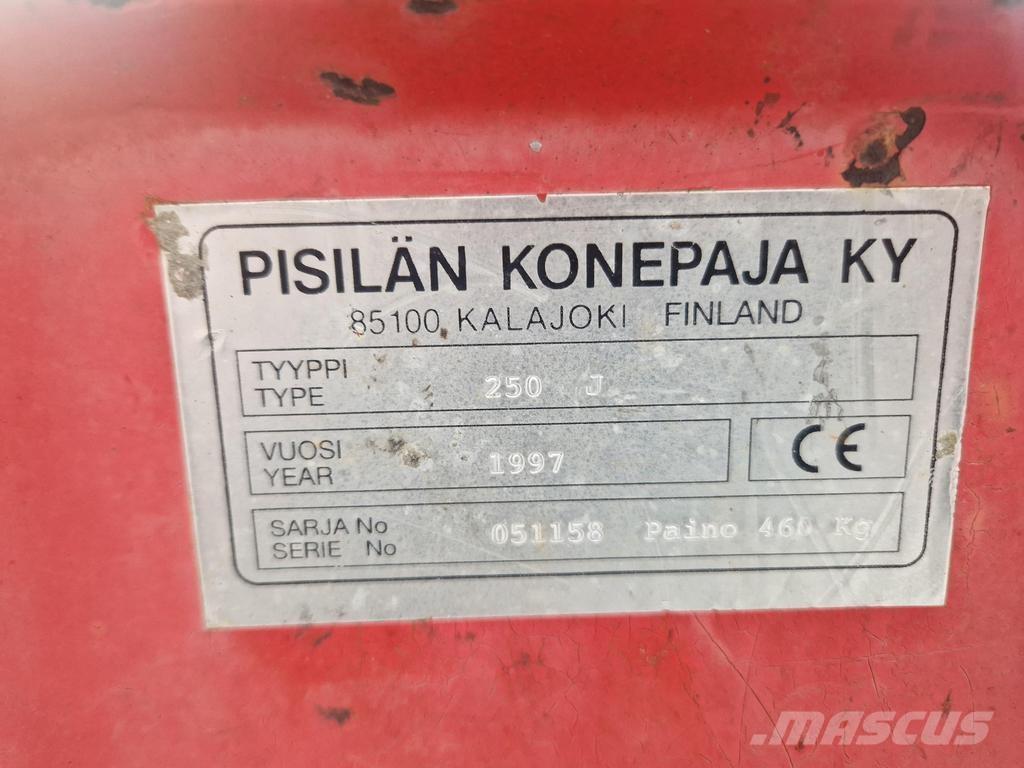 PISILÄN KONEPAJA KY
85100 KALAJOKI FINLAND
TYYPPI
TYPE 250 J
VUOSI
YEAR 1997
CE
SARJA No
SERIE No 051158 Paino 460 Kg
MASCUS